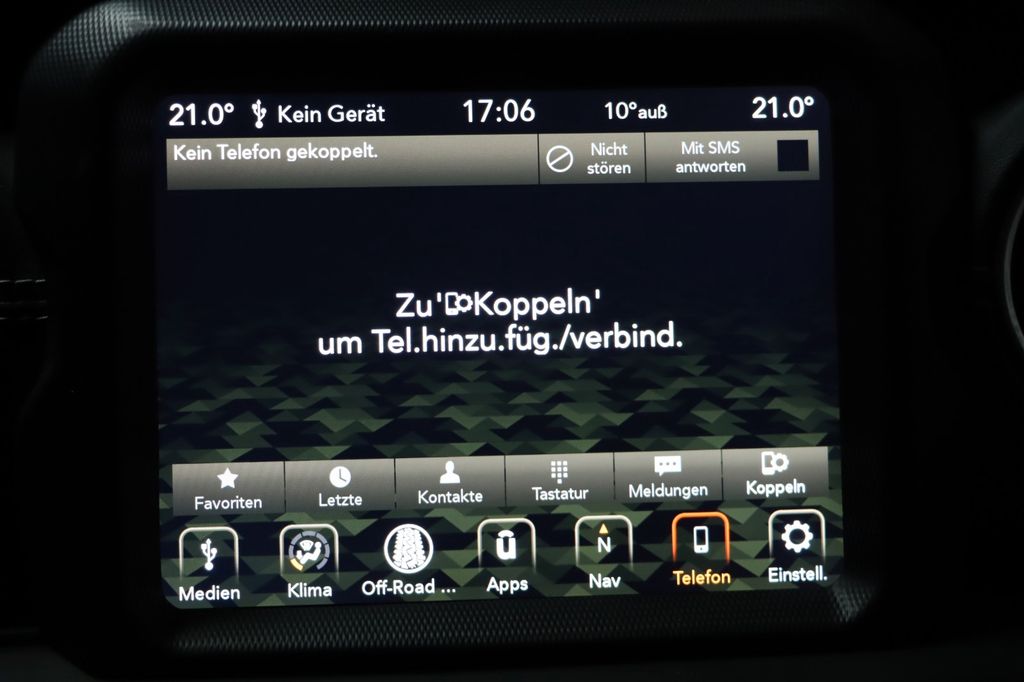 21.0° Kein Gerät 17:06 10°auß 21.0°
Kein Telefon gekoppelt.
Nicht
stören
Mit SMS
antworten
Zu'Koppeln'
um Tel.hinzu.füg./verbind.
Favoriten Letzte Kontakte Tastatur Meldungen Koppeln
ū N
Medien Klima Off-Road ... Apps Nav Telefon Einstell.